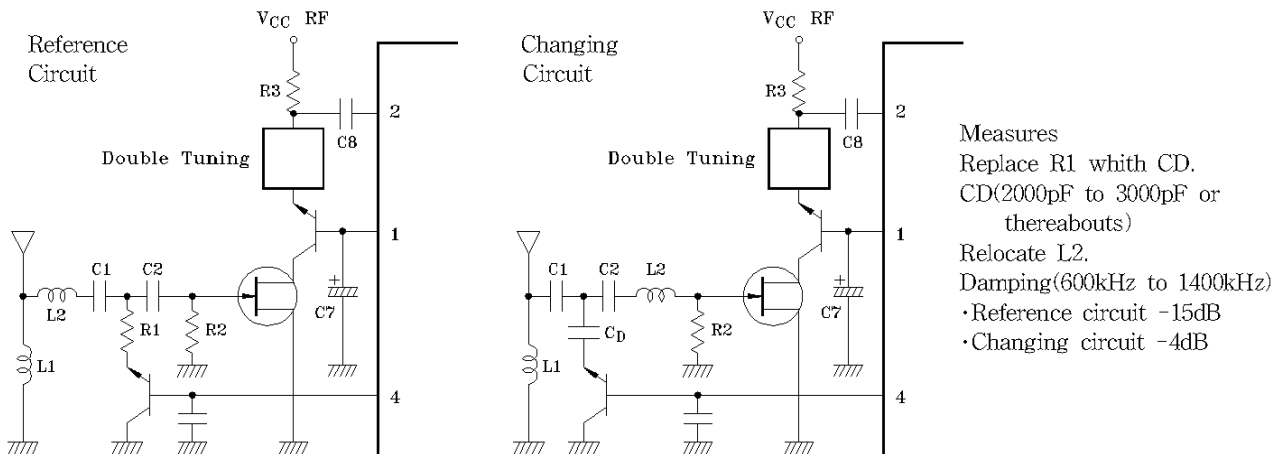 Reference
Circuit
VCC RF
R3
2
C8
Double Tuning
1
C1 C2
L2
R1
R2
C7
+
L1
4
Changing
Circuit
VCC RF
R3
2
C8
Double Tuning
1
C1 C2 L2
CD
R2
C7
+
L1
4
Measures
Replace R1 whith CD.
CD(2000pF to 3000pF or
thereabouts)
Relocate L2.
Damping(600kHz to 1400kHz)
·Reference circuit -15dB
·Changing circuit -4dB